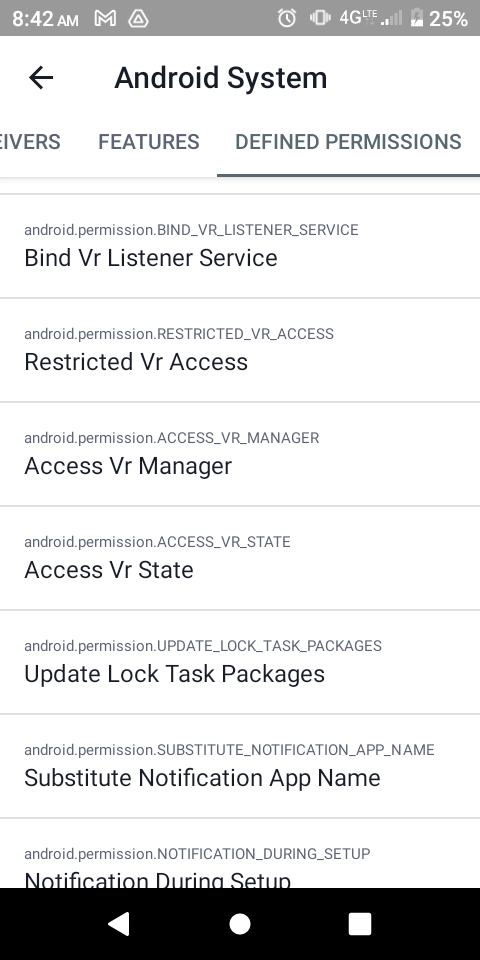 8:42 AM 4G LTE 25%
Android System
EIVERS FEATURES DEFINED PERMISSIONS
android.permission.BIND_VR_LISTENER_SERVICE
Bind Vr Listener Service
android.permission.RESTRICTED_VR_ACCESS
Restricted Vr Access
android.permission.ACCESS_VR_MANAGER
Access Vr Manager
android.permission.ACCESS_VR_STATE
Access Vr State
android.permission.UPDATE_LOCK_TASK_PACKAGES
Update Lock Task Packages
android.permission.SUBSTITUTE_NOTIFICATION_APP_NAME
Substitute Notification App Name
android.permission.NOTIFICATION_DURING_SETUP
Notification During Setup